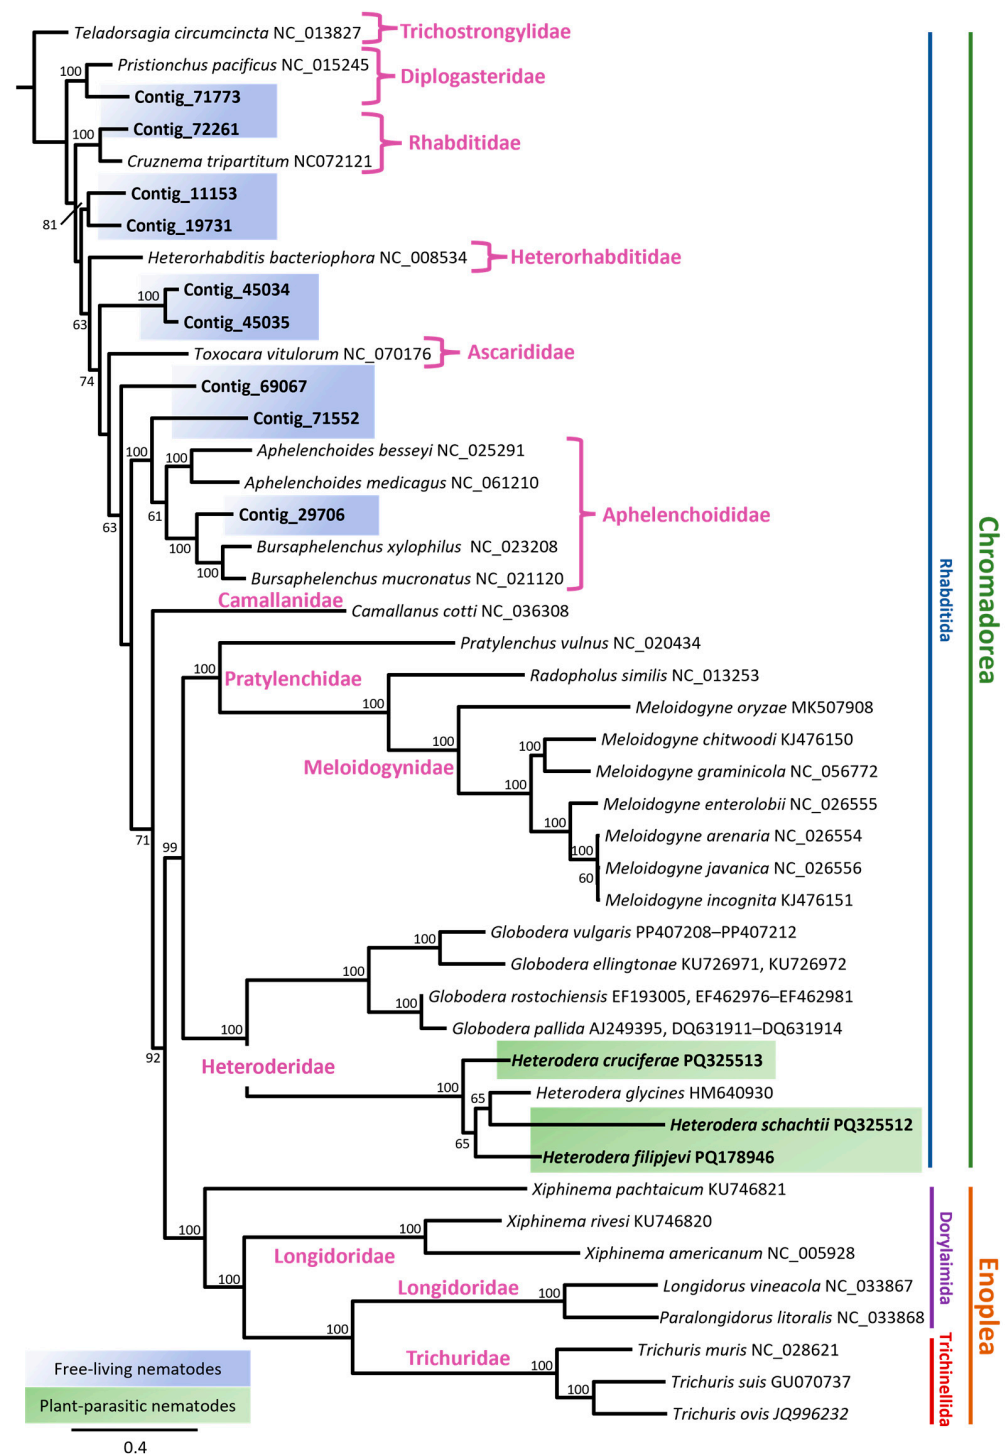 Teladorsagia circumcincta NC_013827
Trichostrongylidae
Pristionchus pacificus NC_015245
100
Diplogasteridae
Contig_71773
Contig_72261
100
Rhabditidae
Cruznema tripartitum NC072121
Contig_11153
81
Contig_19731
Heterorhabditis bacteriophora NC_008534
Heterorhabditidae
Contig_45034
100
Contig_45035
63
Toxocara vitulorum NC_070176
Ascarididae
74
Contig_69067
Contig_71552
Aphelenchoides besseyi NC_025291
100
100
Aphelenchoides medicagus NC_061210
61
Contig_29706
63
Aphelenchoididae
Bursaphelenchus xylophilus NC_023208
100
Bursaphelenchus mucronatus NC_021120
100
Camallanidae
Camallanus cotti NC_036308
Pratylenchus vulnus NC_020434
100
Pratylenchidae
Radopholus similis NC_013253
100
Meloidogyne oryzae MK507908
100
Meloidogynidae
Meloidogyne chitwoodi KJ476150
100
Meloidogyne graminicola NC_056772
100
Meloidogyne enterolobii NC_026555
100
Meloidogyne arenaria NC_026554
71
99
100
Meloidogyne javanica NC_026556
60
Meloidogyne incognita KJ476151
Globodera vulgaris PP407208–PP407212
100
Globodera ellingtonae KU726971, KU726972
100
Globodera rostochiensis EF193005, EF462976–EF462981
100
Globodera pallida AJ249395, DQ631911–DQ631914
100
92
Heteroderidae
Heterodera cruciferae PQ325513
100
Heterodera glycines HM640930
65
Heterodera schachtii PQ325512
65
Heterodera filipjevi PQ178946
Xiphinema pachtaicum KU746821
100
Xiphinema rivesi KU746820
100
Longidoridae
Xiphinema americanum NC_005928
100
Longidoridae
Longidorus vineacola NC_033867
100
Paralongidorus litoralis NC_033868
100
Trichuridae
Trichuris muris NC_028621
100
Trichuris suis GU070737
100
Trichuris ovis JQ996232
Rhabditida
Chromadorea
Dorylaimida
Trichinellida
Enoplea
Free-living nematodes
Plant-parasitic nematodes
0.4